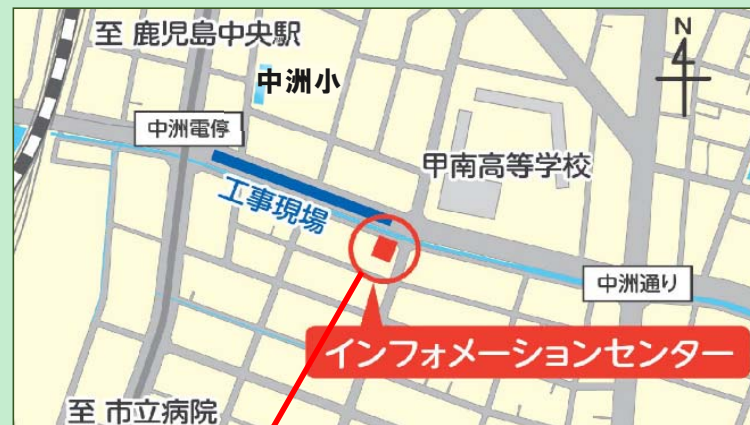 至 鹿児島中央駅
N
中洲小
中洲電停
甲南高等学校
工事現場
中洲通り
インフォメーションセンター
至 市立病院